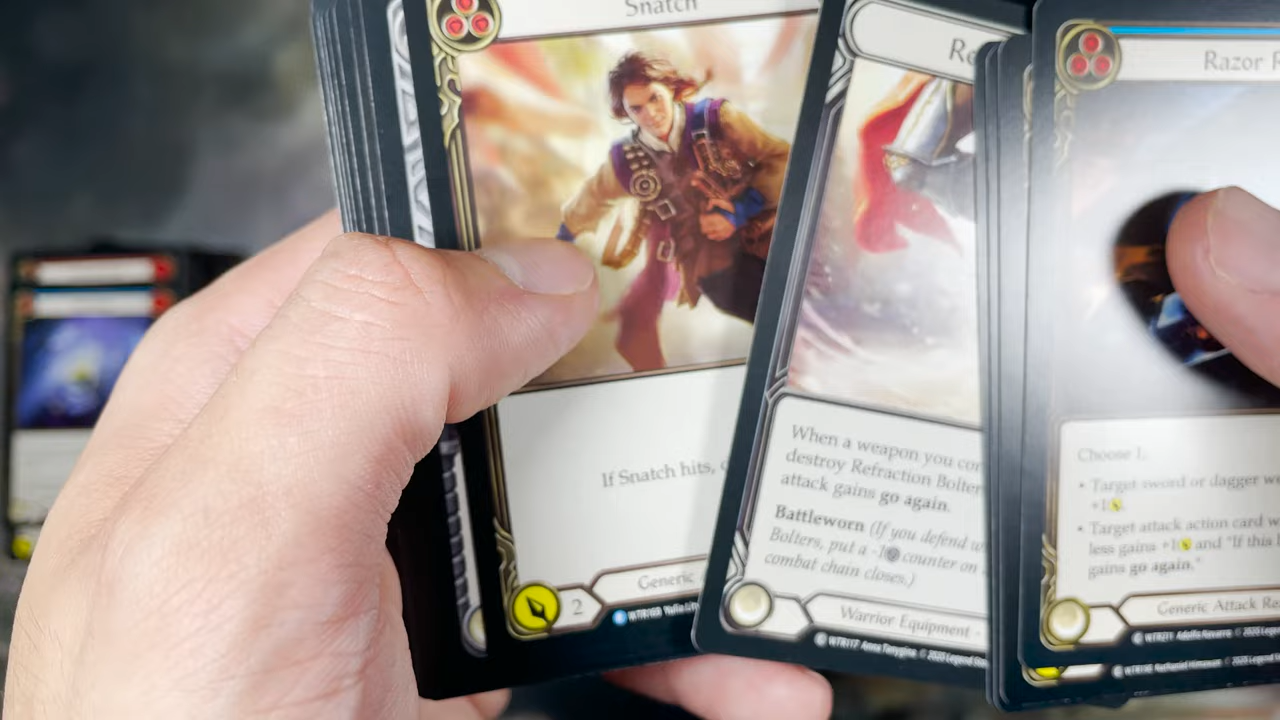 Snatch
If Snatch hits,
2
Generic
WTR169
When a weapon you con
destroy Refraction Bolter
attack gains go again.
Battleworn (If you defend w
Bolters, put a -1 counter on
combat chain closes.)
Warrior Equipment -
WTR117 Anna Tenygina © 2020 Legend
Razor R
Choose 1.
• Target sword or dagger we
+1
• Target attack action card w
less gains +1 and "If this
gains go again."
Generic Attack Rea
WTR211 Adolfo Navarro © 2020 Legend